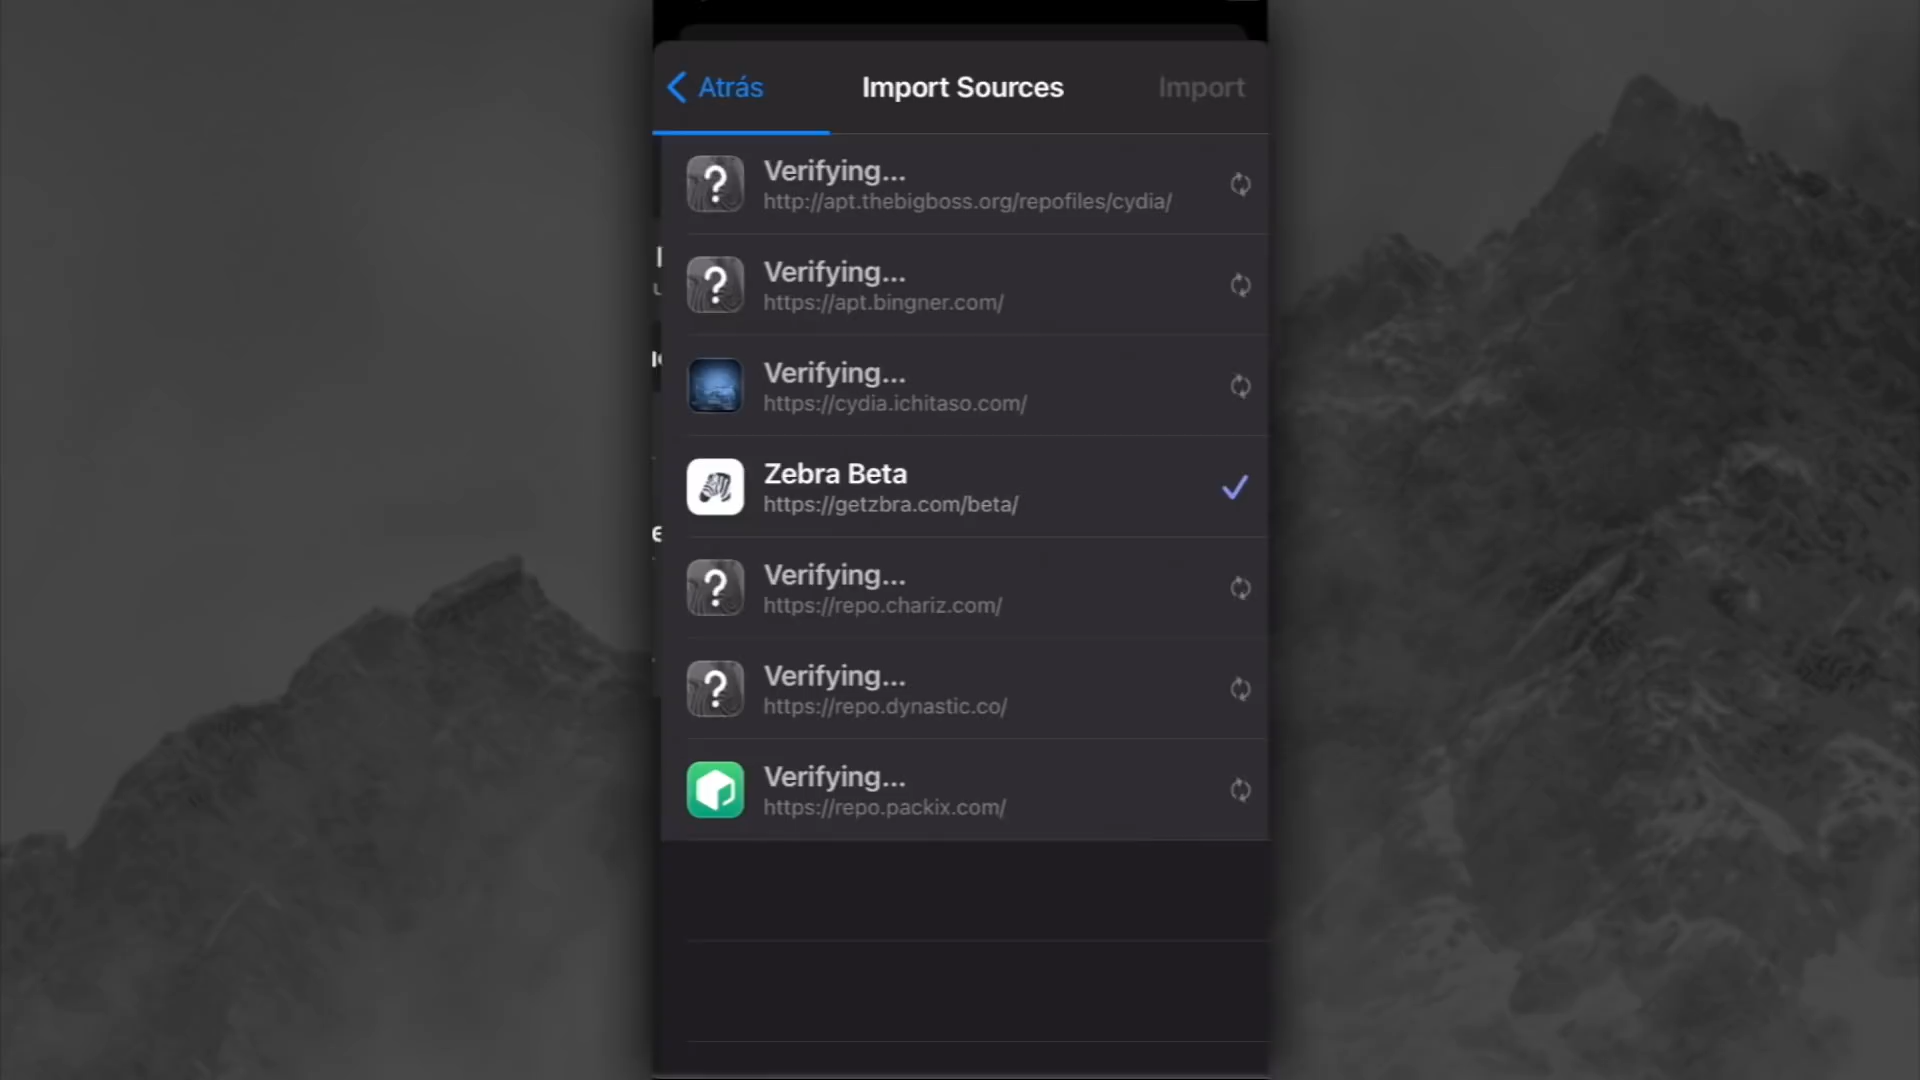 Atrás
Import Sources
Import
Verifying...
http://apt.thebigboss.org/repofiles/cydia/
Verifying...
https://apt.bingner.com/
Verifying...
https://cydia.ichitaso.com/
Zebra Beta
https://getzbra.com/beta/
Verifying...
https://repo.chariz.com/
Verifying...
https://repo.dynastic.co/
Verifying...
https://repo.packix.com/